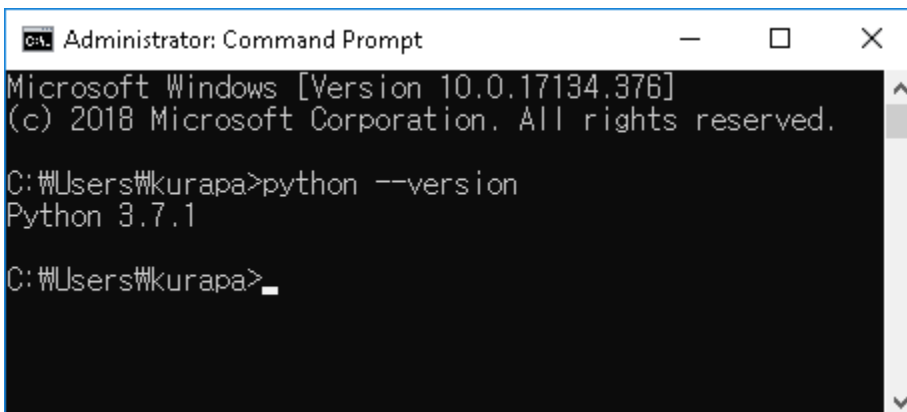 Administrator: Command Prompt
Microsoft Windows [Version 10.0.17134.376]
(c) 2018 Microsoft Corporation. All rights reserved.
C:₩Users₩kurapa>python --version
Python 3.7.1
C:₩Users₩kurapa>